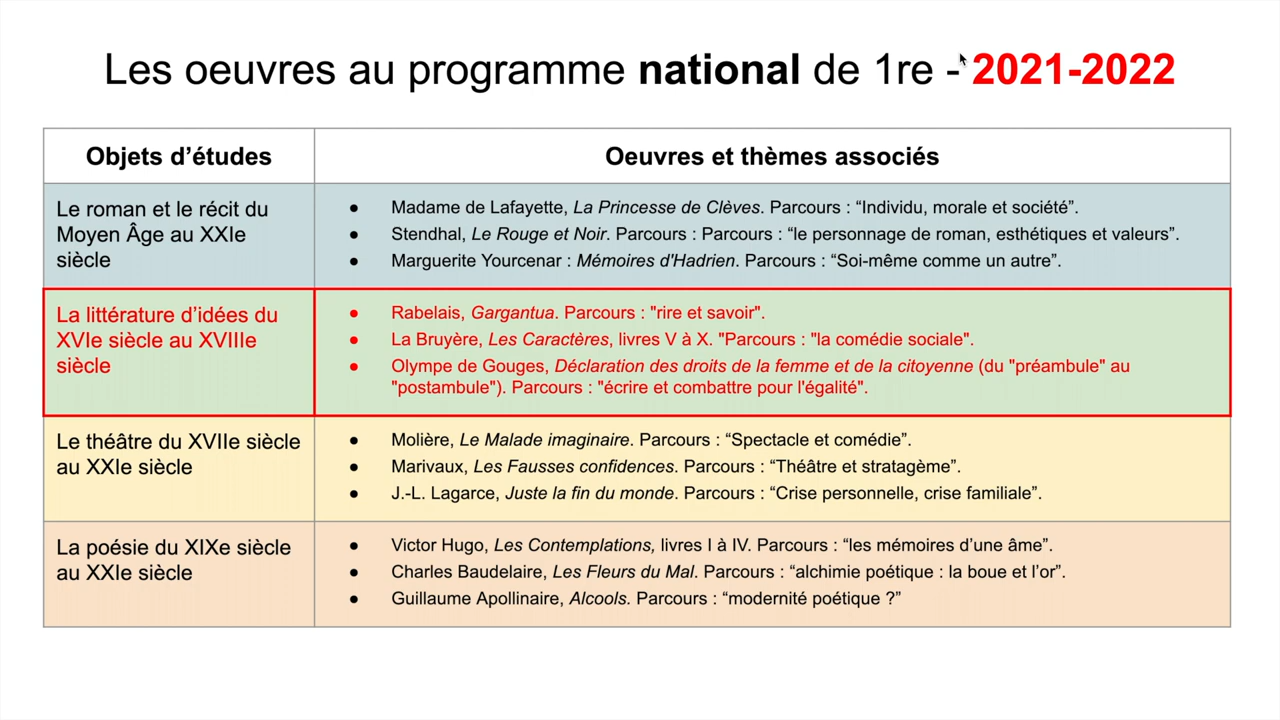 Les oeuvres au programme national de 1re - 2021-2022
Objets d’études
Oeuvres et thèmes associés
Le roman et le récit du
Moyen Âge au XXIe
siècle
● Madame de Lafayette, La Princesse de Clèves. Parcours : “Individu, morale et société”.
● Stendhal, Le Rouge et Noir. Parcours : Parcours : “le personnage de roman, esthétiques et valeurs”.
● Marguerite Yourcenar : Mémoires d'Hadrien. Parcours : “Soi-même comme un autre”.
La littérature d’idées du
XVIe siècle au XVIIIe
siècle
● Rabelais, Gargantua. Parcours : "rire et savoir".
● La Bruyère, Les Caractères, livres V à X. "Parcours : "la comédie sociale".
● Olympe de Gouges, Déclaration des droits de la femme et de la citoyenne (du "préambule" au
"postambule"). Parcours : "écrire et combattre pour l'égalité".
Le théâtre du XVIIe siècle
au XXIe siècle
● Molière, Le Malade imaginaire. Parcours : “Spectacle et comédie”.
● Marivaux, Les Fausses confidences. Parcours : “Théâtre et stratagème”.
● J.-L. Lagarce, Juste la fin du monde. Parcours : “Crise personnelle, crise familiale”.
La poésie du XIXe siècle
au XXIe siècle
● Victor Hugo, Les Contemplations, livres I à IV. Parcours : “les mémoires d’une âme”.
● Charles Baudelaire, Les Fleurs du Mal. Parcours : “alchimie poétique : la boue et l’or”.
● Guillaume Apollinaire, Alcools. Parcours : “modernité poétique ?”